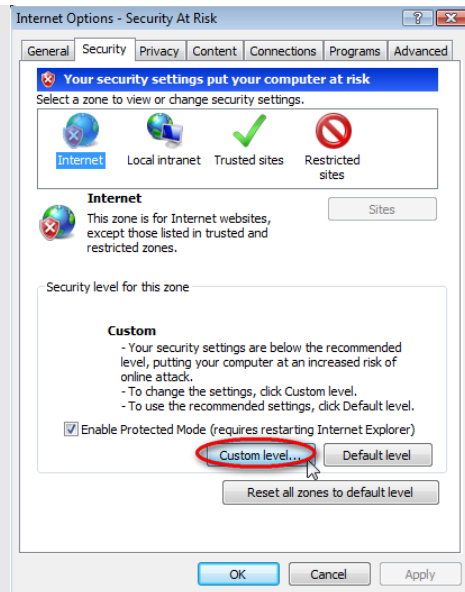 Internet Options - Security At Risk
General Security Privacy Content Connections Programs Advanced
Your security settings put your computer at risk
Select a zone to view or change security settings.
Internet Local intranet Trusted sites Restricted
sites
Internet
Sites
This zone is for Internet websites,
except those listed in trusted and
restricted zones.
Security level for this zone
Custom
- Your security settings are below the recommended
level, putting your computer at an increased risk of
online attack.
- To change the settings, click Custom level.
- To use the recommended settings, click Default level.
Enable Protected Mode (requires restarting Internet Explorer)
Custom level... Default level
Reset all zones to default level
OK Cancel Apply